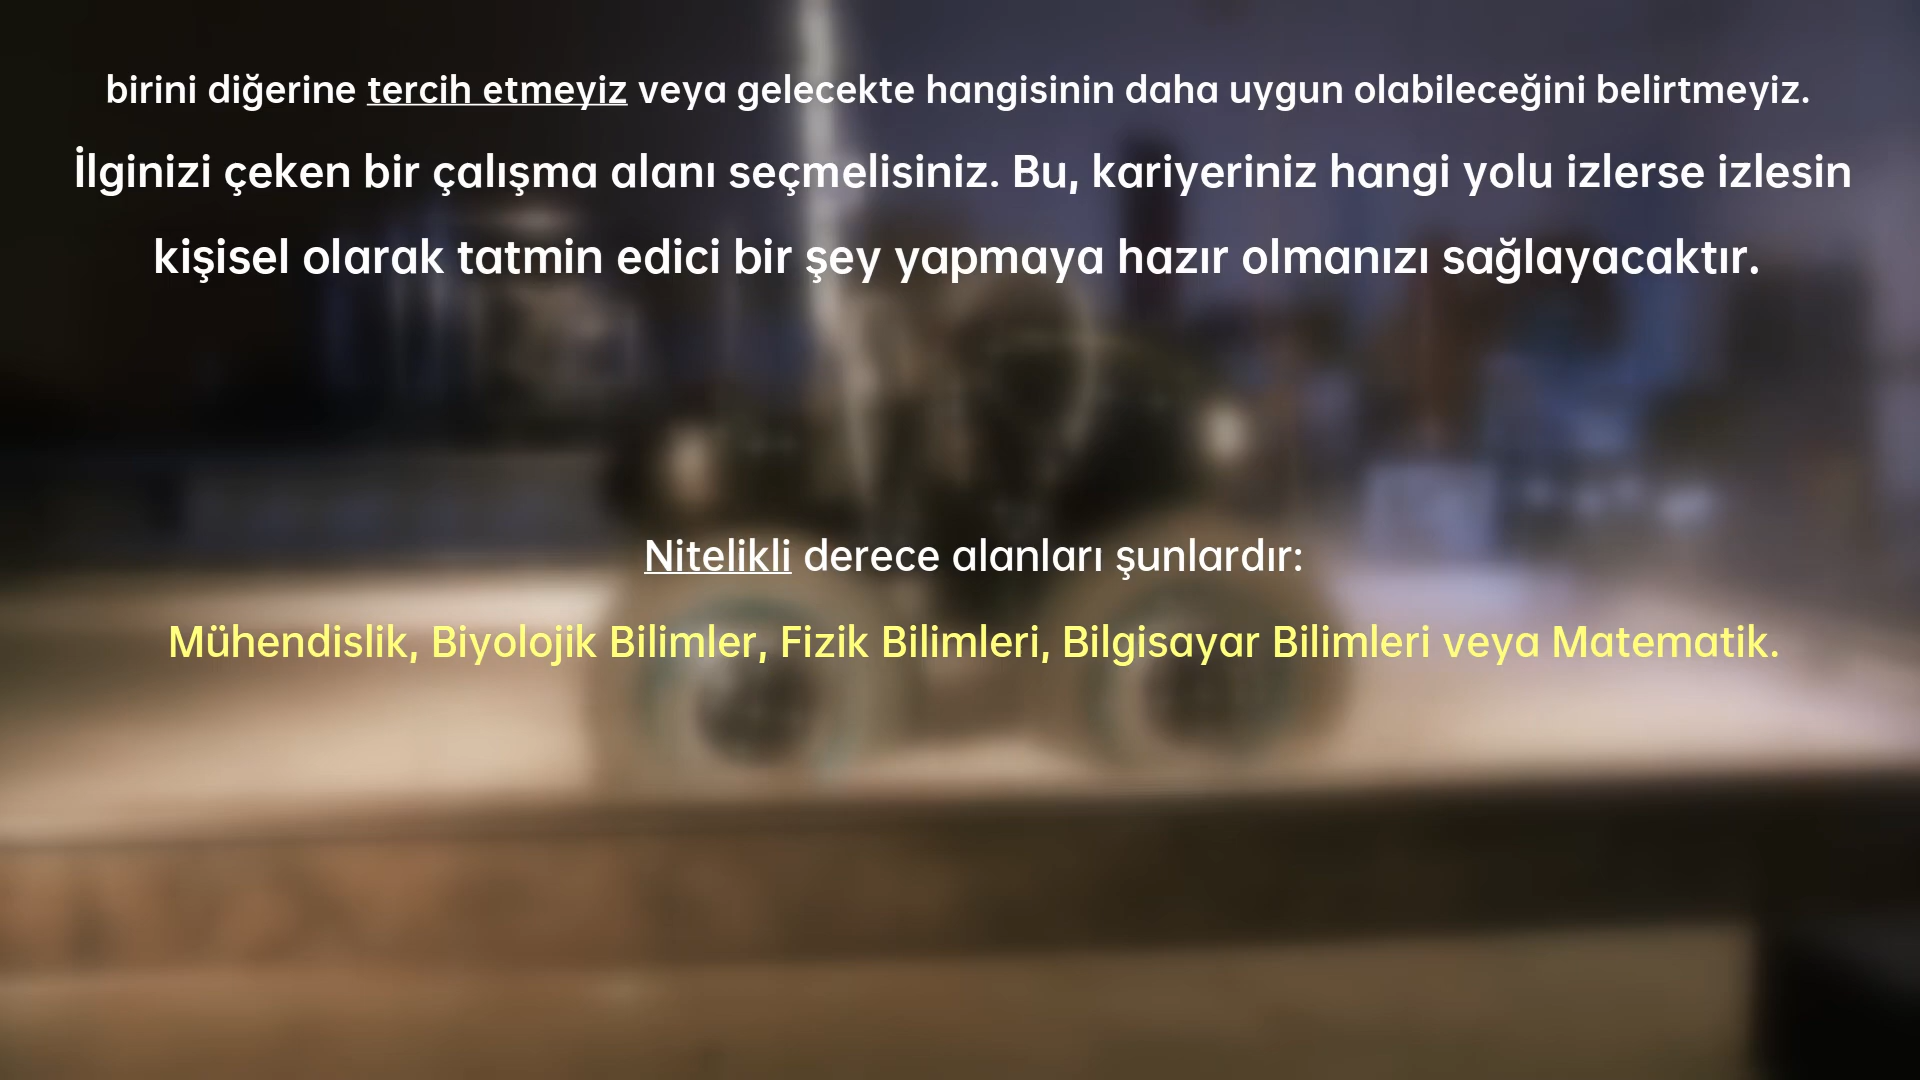 birini diğerine tercih etmeyiz veya gelecekte hangisinin daha uygun olabileceğini belirtmeyiz.
İlginizi çeken bir çalışma alanı seçmelisiniz. Bu, kariyeriniz hangi yolu izlerse izlesin
kişisel olarak tatmin edici bir şey yapmaya hazır olmanızı sağlayacaktır.
Nitelikli derece alanları şunlardır:
Mühendislik, Biyolojik Bilimler, Fizik Bilimleri, Bilgisayar Bilimleri veya Matematik.